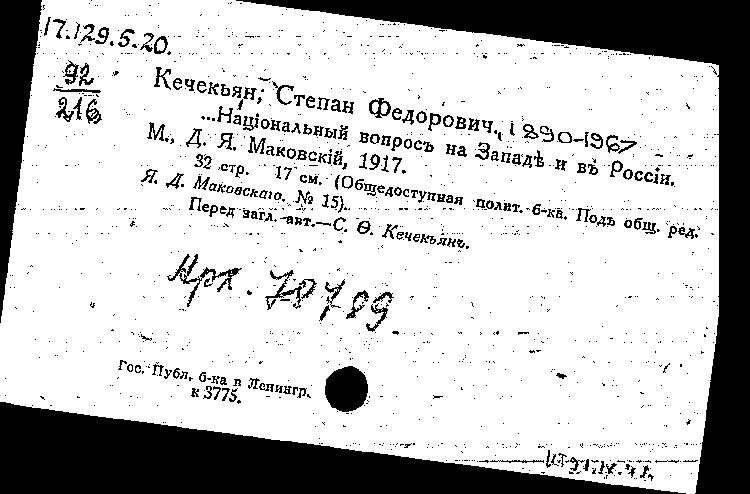 17.129.5.20.
92
216
Кечекьян, Степан Федорович, 1890-1967
...Національный вопросъ на Западѣ и въ Россіи.
М., Д. Я. Маковскій, 1917.
32 стр. 17 см. (Общедоступная полит. б-ка. Подъ общ. ред.
Я. Д. Маковскаго. № 15).
Перед загл. авт.—С. Ѳ. Кечекьянъ.
Арх. 78789
Гос. Публ. б-ка в Ленингр.
к 3775.